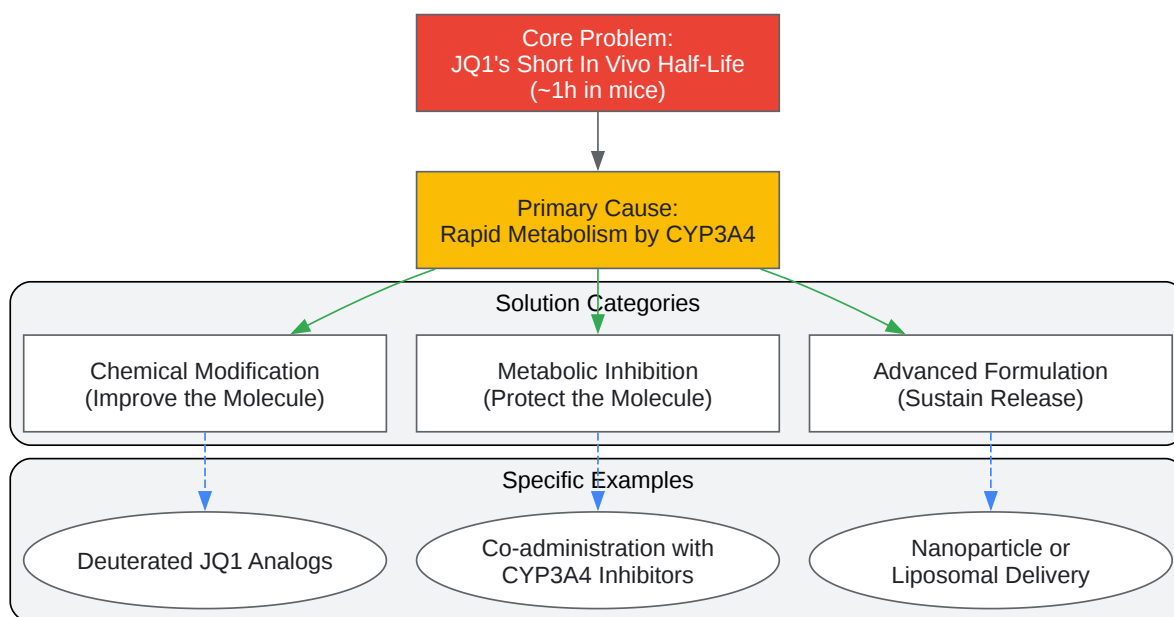 Core Problem:
JQ1's Short In Vivo Half-Life
(~1h in mice)
Primary Cause:
Rapid Metabolism by CYP3A4
Solution Categories
Chemical Modification
(Improve the Molecule)
Metabolic Inhibition
(Protect the Molecule)
Advanced Formulation
(Sustain Release)
Specific Examples
Deuterated JQ1 Analogs
Co-administration with
CYP3A4 Inhibitors
Nanoparticle or
Liposomal Delivery